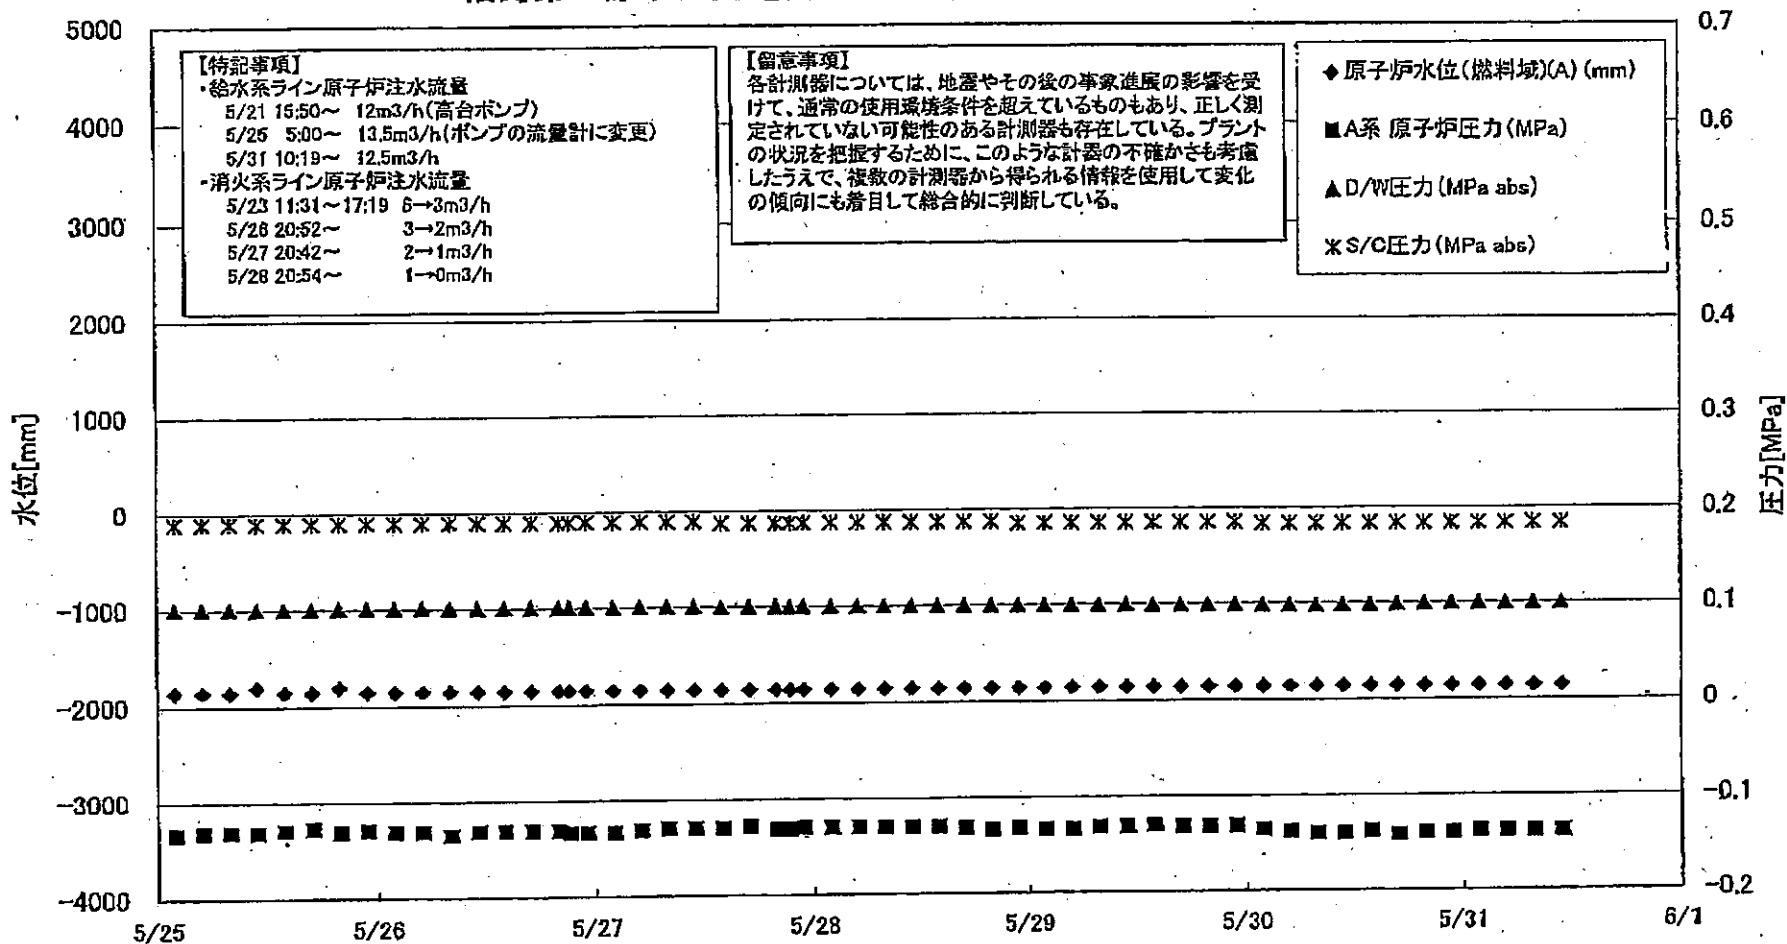 5000
4000
3000
2000
1000
0
-1000
-2000
-3000
-4000
水位[mm]
【特記事項】
・給水系ライン原子炉注水流量
5/21 15:50～ 12m3/h(高台ポンプ)
5/25 5:00～ 13.5m3/h(ポンプの流量計に変更)
5/31 10:19～ 12.5m3/h
・消火系ライン原子炉注水流量
5/23 11:31～17:19 6→3m3/h
5/26 20:52～ 3→2m3/h
5/27 20:42～ 2→1m3/h
5/28 20:54～ 1→0m3/h
【留意事項】
各計測器については、地震やその後の事象進展の影響を受
けて、通常の使用環境条件を超えているものもあり、正しく測
定されていない可能性のある計測器も存在している。プラント
の状況を把握するために、このような計器の不確かさも考慮
したうえで、複数の計測器から得られる情報を使用して変化
の傾向にも着目して総合的に判断している。
◆原子炉水位(燃料域)(A) (mm)
■A系 原子炉圧力(MPa)
▲D/W圧力(MPa abs)
S/C圧力(MPa abs)
0.7
0.6
0.5
0.4
0.3
0.2
0.1
0
-0.1
-0.2
圧力[MPa]
5/25
5/26
5/27
5/28
5/29
5/30
5/31
6/1